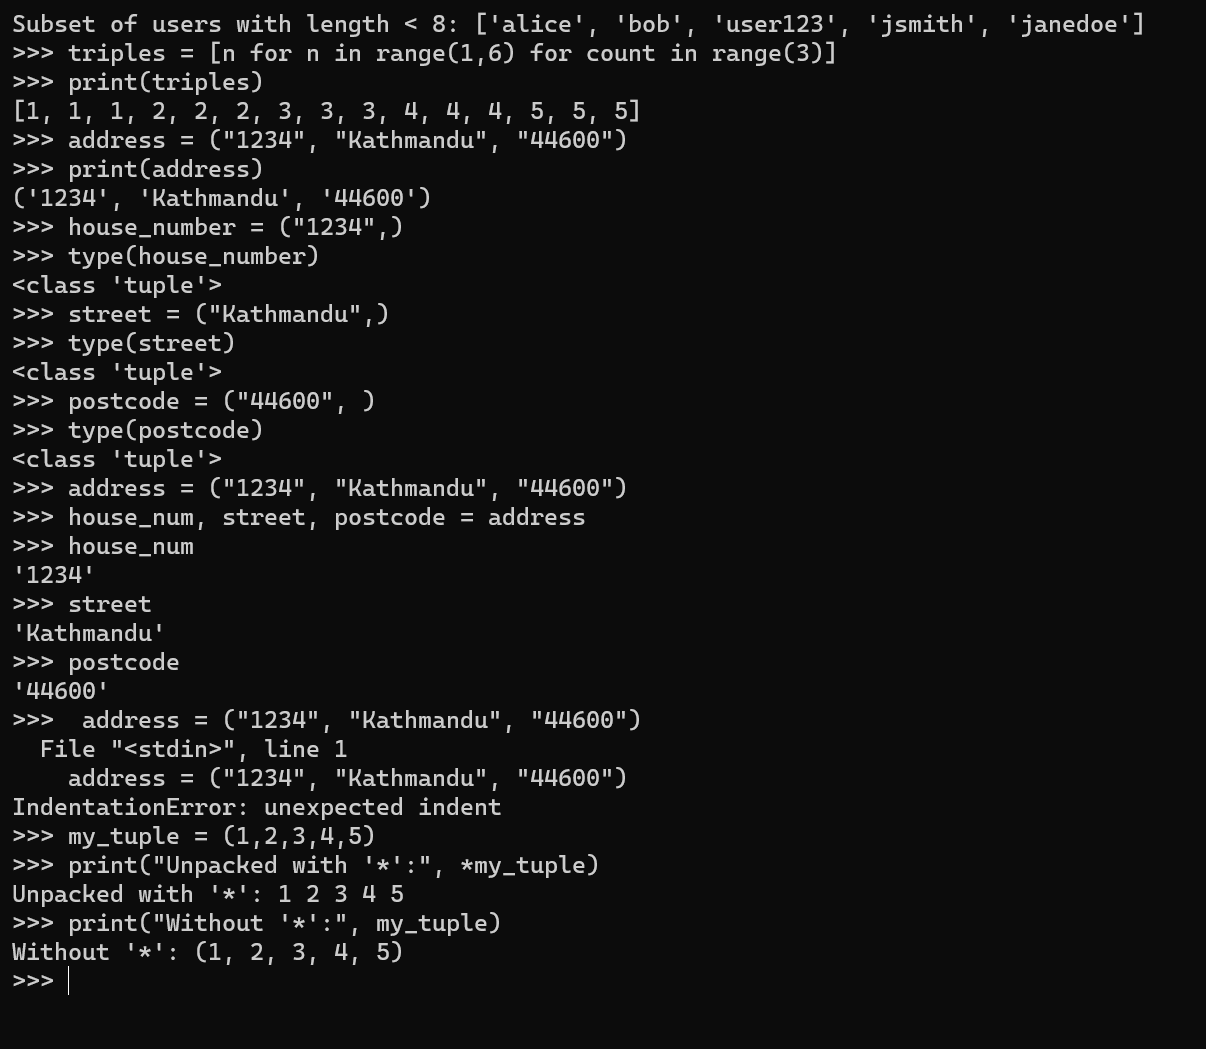 Subset of users with length < 8: ['alice', 'bob', 'user123', 'jsmith', 'janedoe']
>>> triples = [n for n in range(1,6) for count in range(3)]
>>> print(triples)
[1, 1, 1, 2, 2, 2, 3, 3, 3, 4, 4, 4, 5, 5, 5]
>>> address = ("1234", "Kathmandu", "44600")
>>> print(address)
('1234', 'Kathmandu', '44600')
>>> house_number = ("1234",)
>>> type(house_number)
<class 'tuple'>
>>> street = ("Kathmandu",)
>>> type(street)
<class 'tuple'>
>>> postcode = ("44600", )
>>> type(postcode)
<class 'tuple'>
>>> address = ("1234", "Kathmandu", "44600")
>>> house_num, street, postcode = address
>>> house_num
'1234'
>>> street
'Kathmandu'
>>> postcode
'44600'
>>>  address = ("1234", "Kathmandu", "44600")
  File "<stdin>", line 1
    address = ("1234", "Kathmandu", "44600")
IndentationError: unexpected indent
>>> my_tuple = (1,2,3,4,5)
>>> print("Unpacked with '*':", *my_tuple)
Unpacked with '*': 1 2 3 4 5
>>> print("Without '*':", my_tuple)
Without '*': (1, 2, 3, 4, 5)
>>>